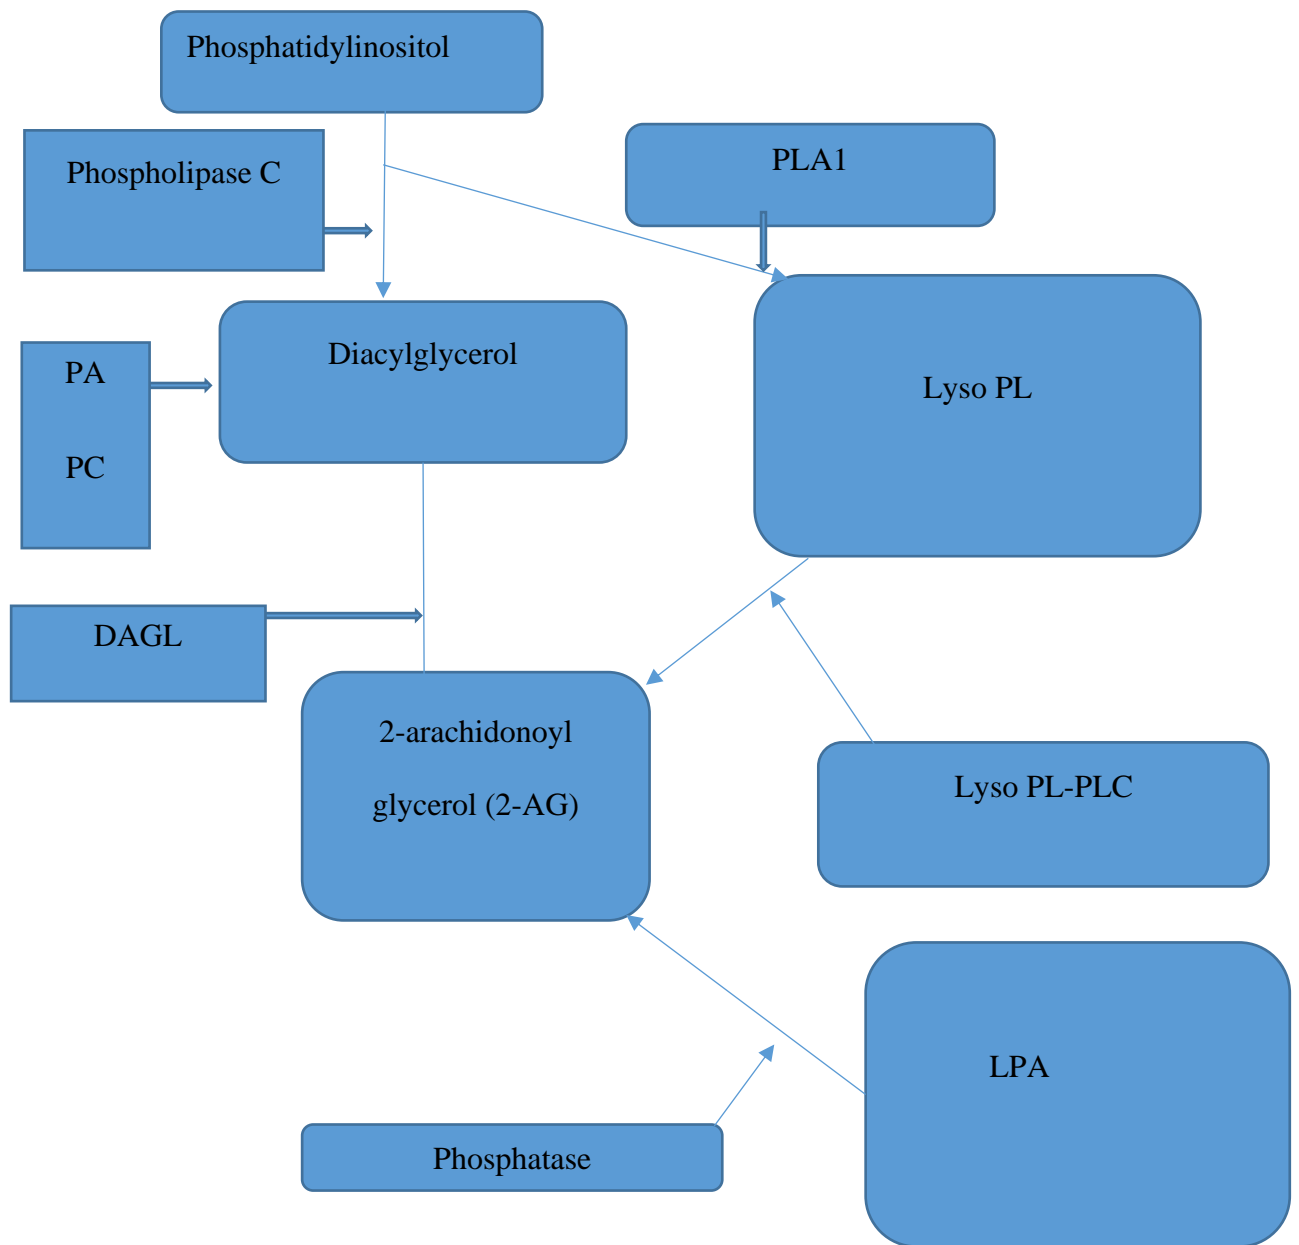 Phosphatidylinositol
Phospholipase C
PLA1
Diacylglycerol
PA
PC
Lyso PL
DAGL
2-arachidonoyl
glycerol (2-AG)
Lyso PL-PLC
LPA
Phosphatase